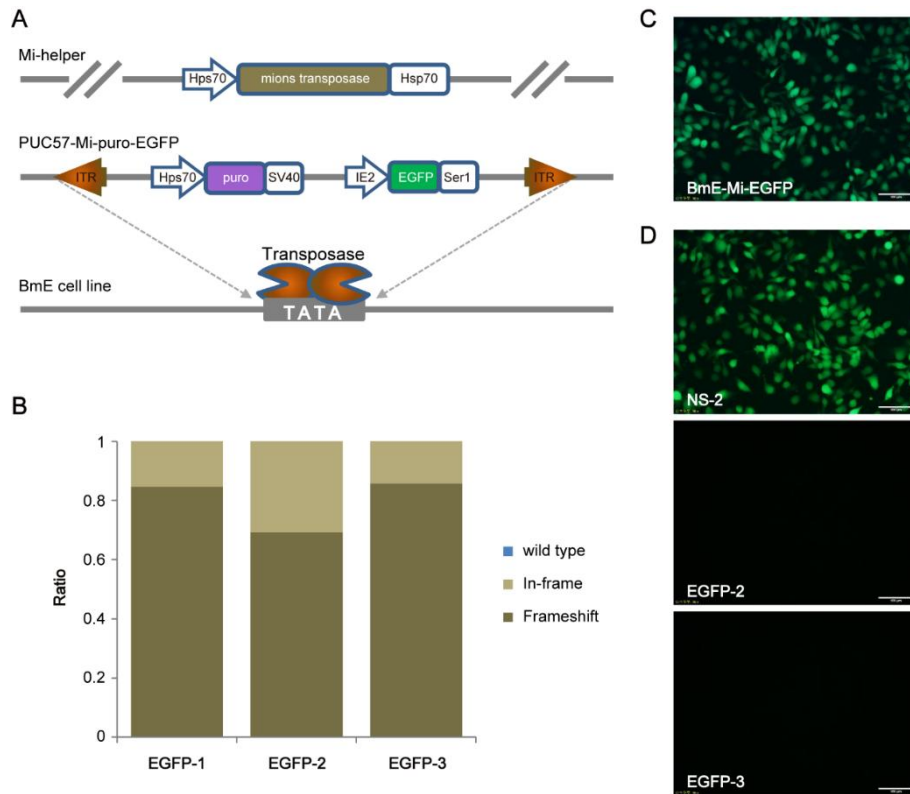 A
Mi-helper
Hps70
mions transposase
Hsp70
PUC57-Mi-puro-EGFP
ITR
Hps70
puro
SV40
IE2
EGFP
Ser1
ITR
Transposase
BmE cell line
TATA
B
1
0.8
0.6
0.4
0.2
0
Ratio
EGFP-1
EGFP-2
EGFP-3
wild type
In-frame
Frameshift
C
BmE-Mi-EGFP
D
NS-2
EGFP-2
EGFP-3